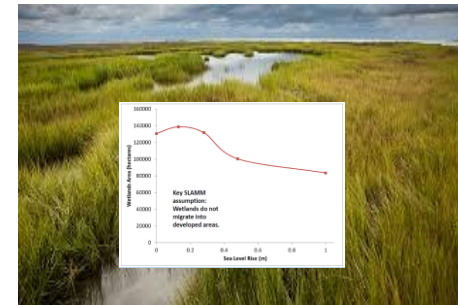 160000
140000
120000
100000
80000
60000
40000
20000
0
Wetlands Area (hectares)
Key SLAMM
assumption:
Wetlands do not
migrate into
developed areas.
0 0.2 0.4 0.6 0.8 1
Sea Level Rise (m)